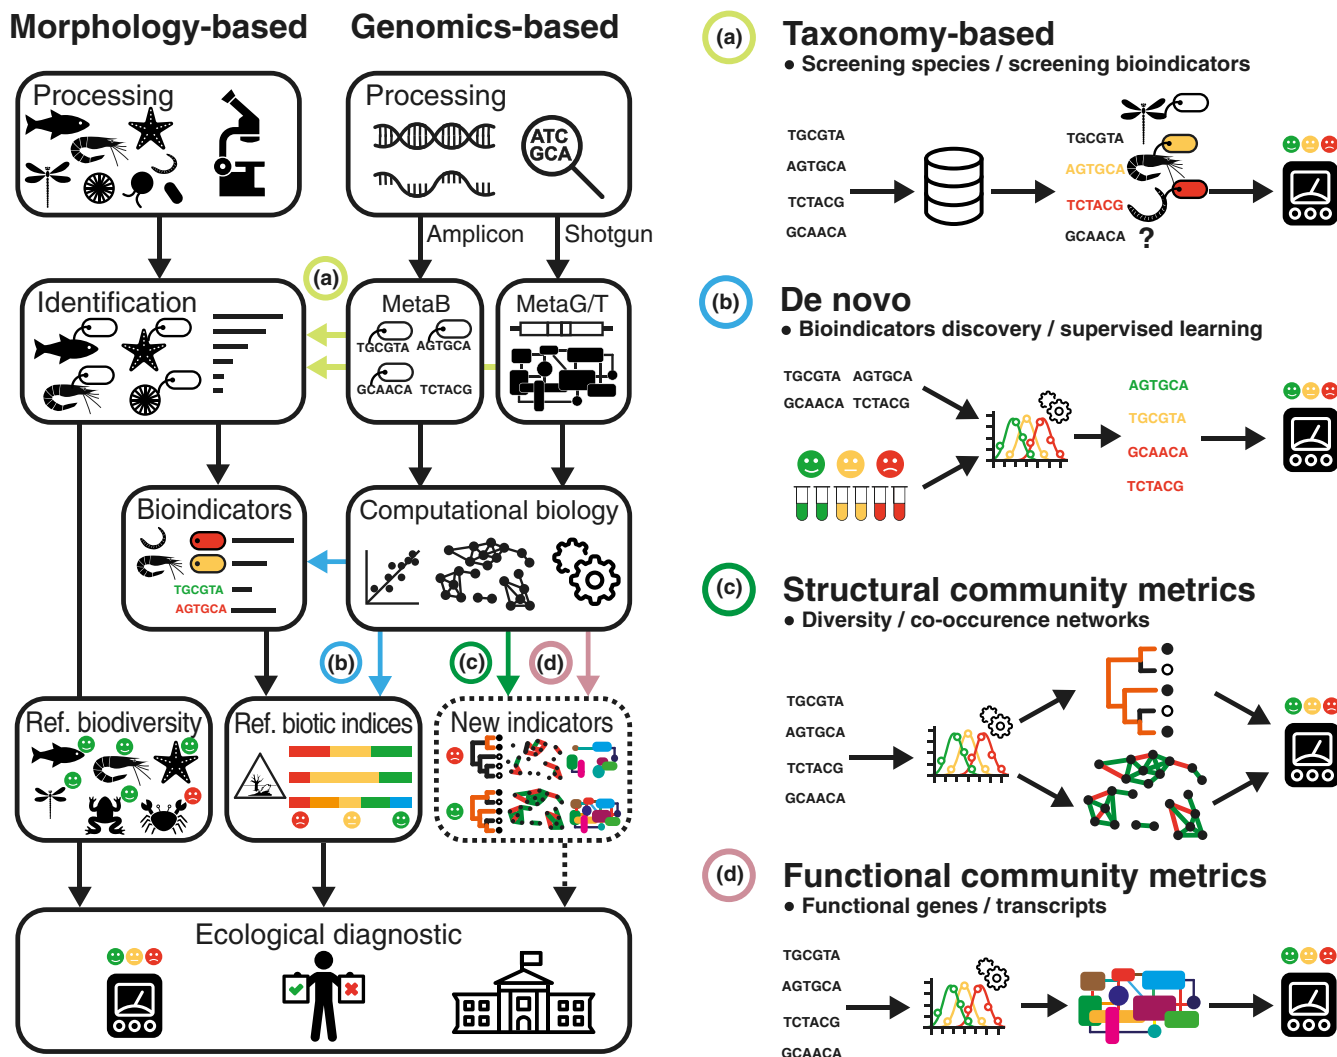 Morphology-based
Genomics-based
Processing
Processing
ATC
GCA
Amplicon
Shotgun
(a)
Identification
MetaB
TGCGTA
AGTGCA
GCAACA
TCTACG
MetaG/T
Bioindicators
TGCGTA
AGTGCA
Computational biology
(b)
(c)
(d)
Ref. biodiversity
Ref. biotic indices
New indicators
Ecological diagnostic
(a)
Taxonomy-based
• Screening species / screening bioindicators
TGCGTA
AGTGCA
TCTACG
GCAACA
TGCGTA
AGTGCA
TCTACG
GCAACA ?
(b)
De novo
• Bioindicators discovery / supervised learning
TGCGTA AGTGCA
GCAACA TCTACG
AGTGCA
TGCGTA
GCAACA
TCTACG
(c)
Structural community metrics
• Diversity / co-occurence networks
TGCGTA
AGTGCA
TCTACG
GCAACA
(d)
Functional community metrics
• Functional genes / transcripts
TGCGTA
AGTGCA
TCTACG
GCAACA